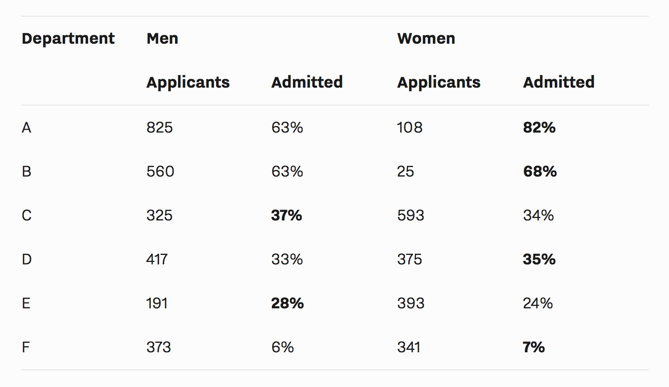 Department Men Women
Applicants Admitted Applicants Admitted
A 825 63% 108 82%
B 560 63% 25 68%
C 325 37% 593 34%
D 417 33% 375 35%
E 191 28% 393 24%
F 373 6% 341 7%